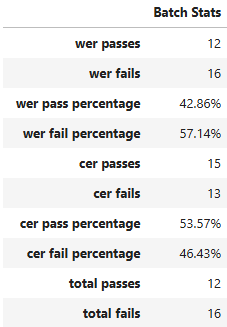 Batch Stats
wer passes 12
wer fails 16
wer pass percentage 42.86%
wer fail percentage 57.14%
cer passes 15
cer fails 13
cer pass percentage 53.57%
cer fail percentage 46.43%
total passes 12
total fails 16